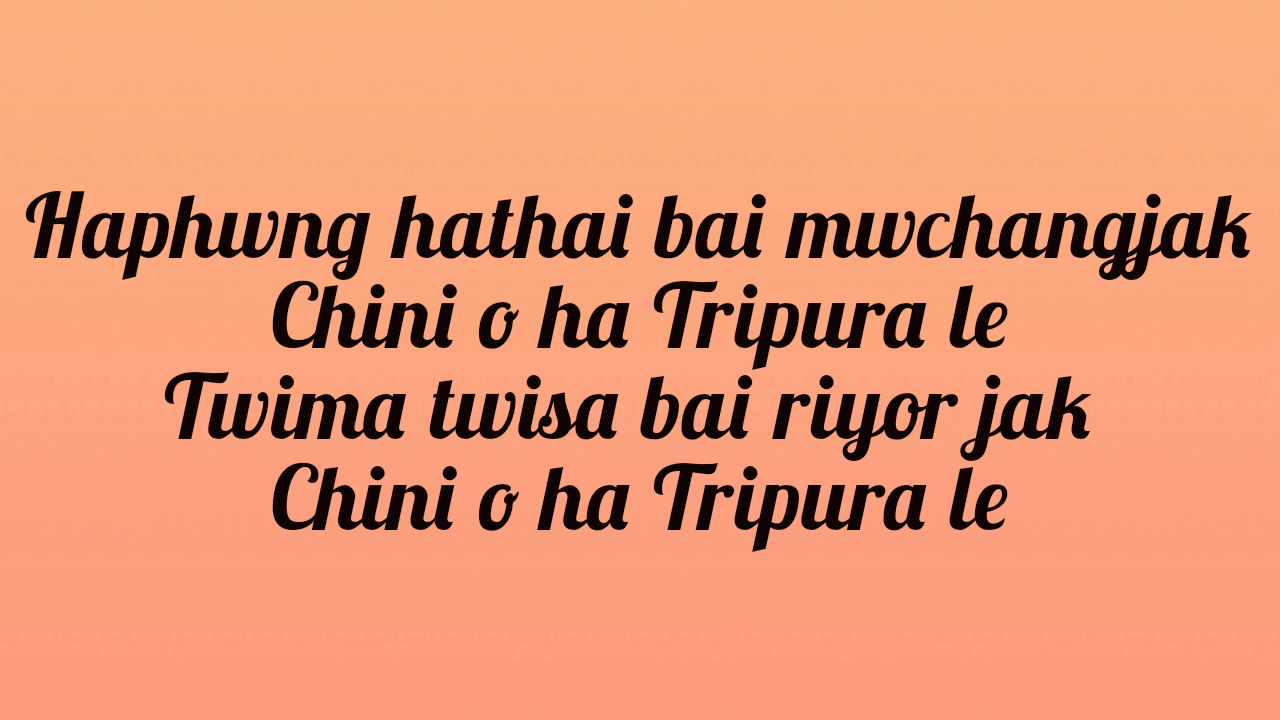 Haphwng hathai bai mwchangjak
Chini o ha Tripura le
Twima twisa bai riyor jak
Chini o ha Tripura le